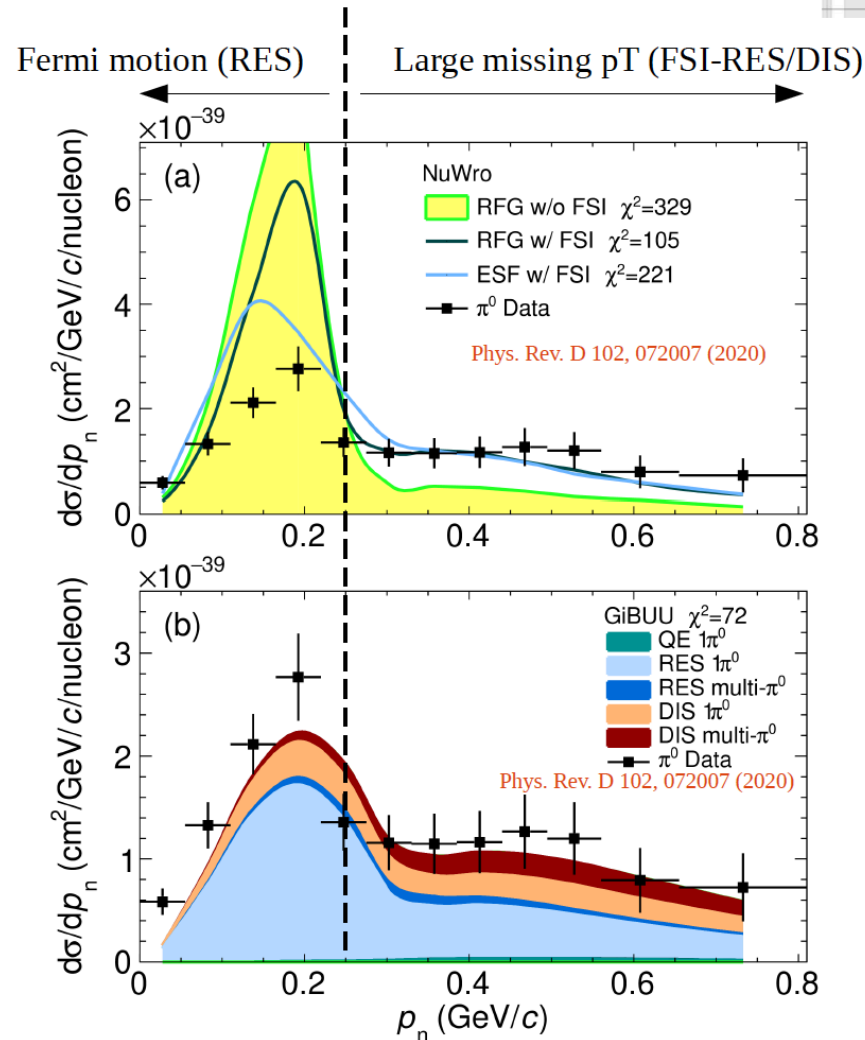 Fermi motion (RES) Large missing pT (FSI-RES/DIS)
×10⁻³⁹
(a)
NuWro
RFG w/o FSI χ²=329
RFG w/ FSI χ²=105
ESF w/ FSI χ²=221
π⁰ Data
Phys. Rev. D 102, 072007 (2020)
6
4
2
0
dσ/dpₙ (cm²/GeV/c/nucleon)
0 0.2 0.4 0.6 0.8
×10⁻³⁹
(b)
GiBUU χ²=72
QE 1π⁰
RES 1π⁰
RES multi-π⁰
DIS 1π⁰
DIS multi-π⁰
π⁰ Data
Phys. Rev. D 102, 072007 (2020)
3
2
1
0
dσ/dpₙ (cm²/GeV/c/nucleon)
0 0.2 0.4 0.6 0.8
pₙ (GeV/c)